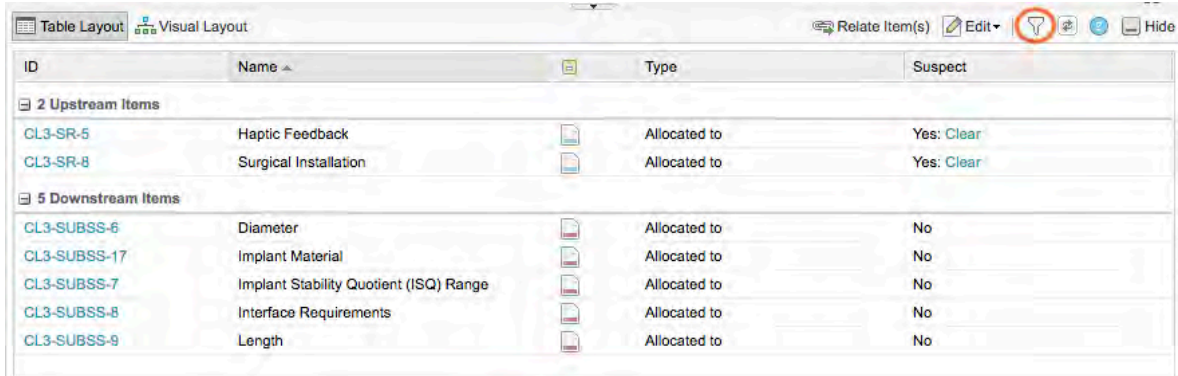 Table Layout Visual Layout Relate Item(s) Edit Hide
ID Name Type Suspect
2 Upstream Items
CL3-SR-5 Haptic Feedback Allocated to Yes: Clear
CL3-SR-8 Surgical Installation Allocated to Yes: Clear
5 Downstream Items
CL3-SUBSS-6 Diameter Allocated to No
CL3-SUBSS-17 Implant Material Allocated to No
CL3-SUBSS-7 Implant Stability Quotient (ISQ) Range Allocated to No
CL3-SUBSS-8 Interface Requirements Allocated to No
CL3-SUBSS-9 Length Allocated to No